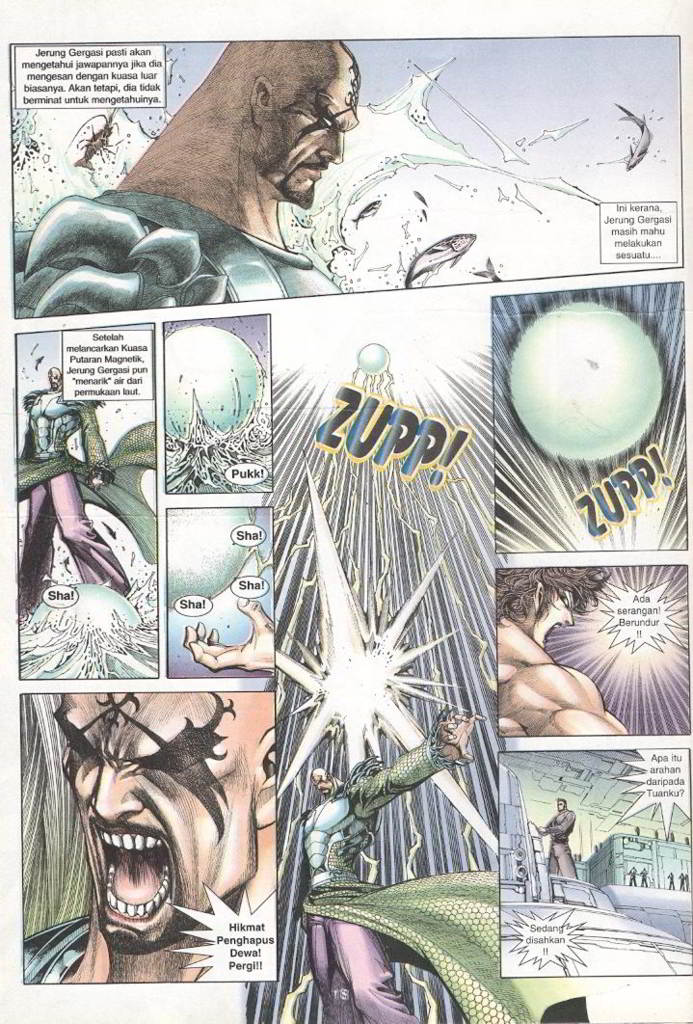 Jerung Gergasi pasti akan
mengetahui jawapannya jika dia
mengesan dengan kuasa luar
biasanya. Akan tetapi, dia tidak
berminat untuk mengetahuinya.
Ini kerana,
Jerung Gergasi
masih mahu
melakukan
sesuatu....
Setelah
melancarkan Kuasa
Putaran Magnetik,
Jerung Gergasi pun
"menarik" air dari
permukaan laut.
Sha!
Pukk!
Sha!
Sha!
Sha!
ZUPP!
ZUPP!
Ada
serangan!
Berundur
!!
Hikmat
Penghapus
Dewa!
Pergi!!
Apa itu
arahan
daripada
Tuanku?
Sedang
disahkan
!!